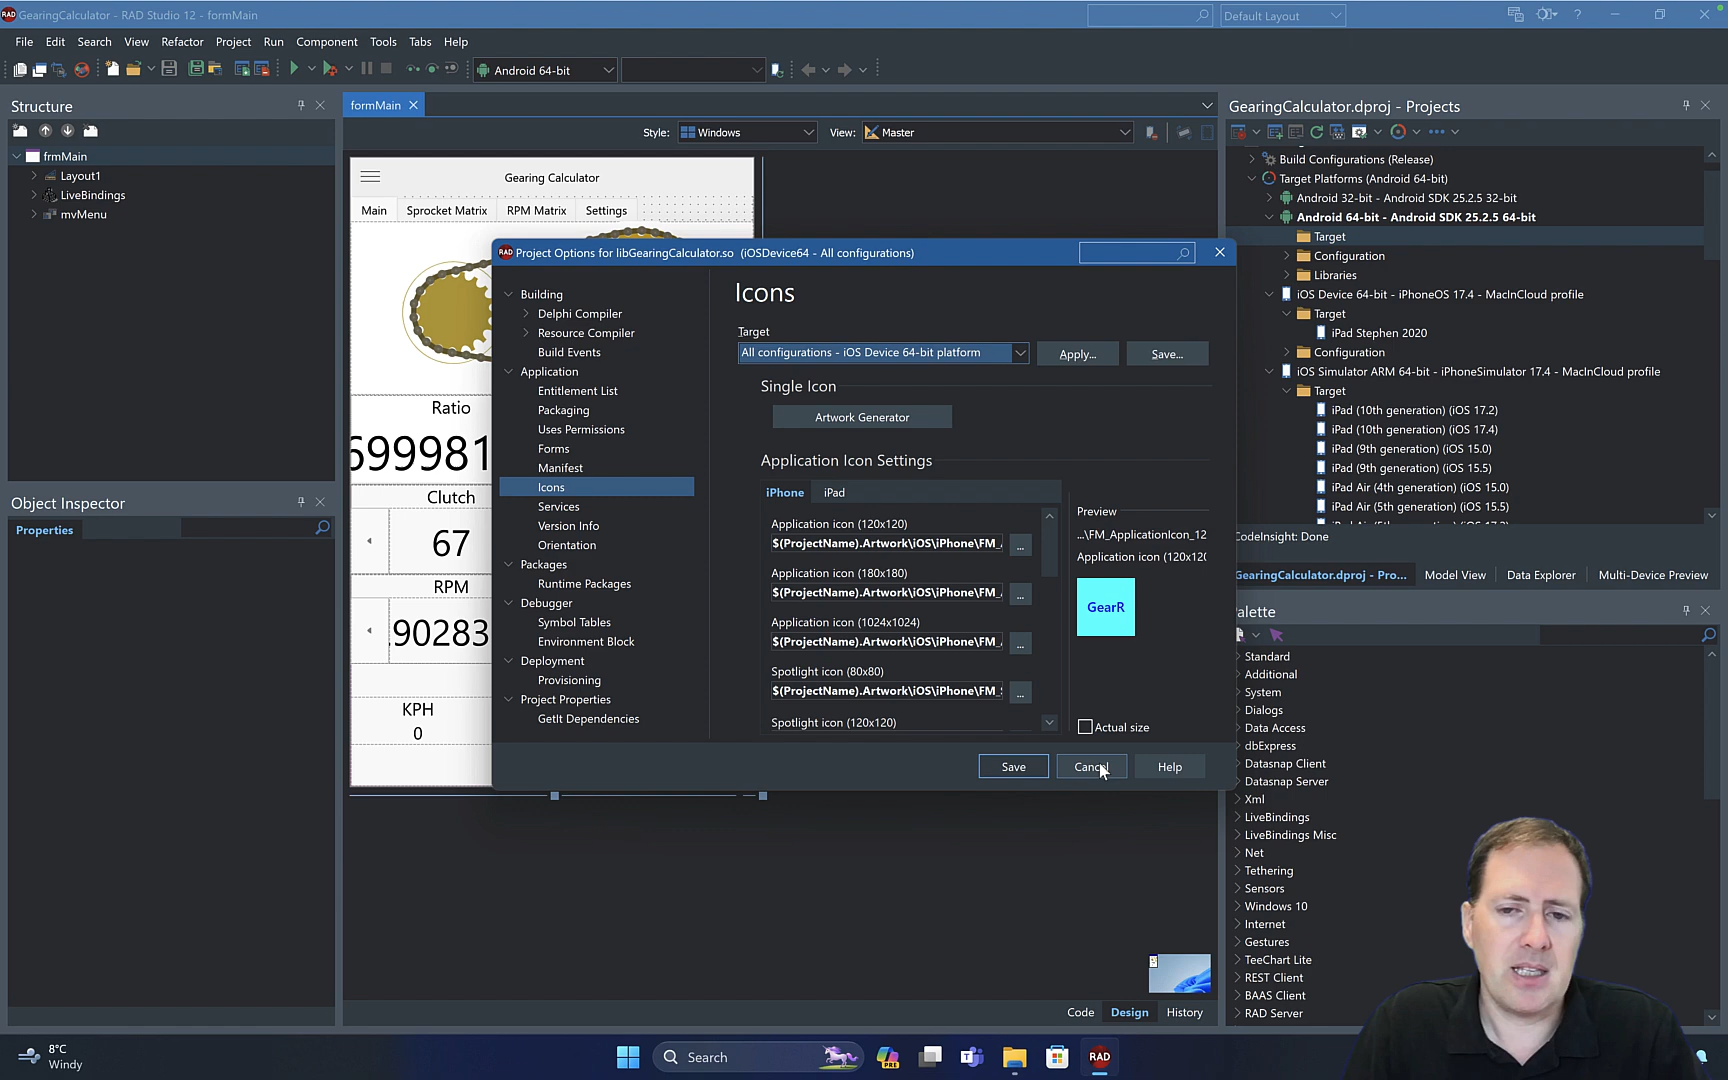 RAD GearingCalculator - RAD Studio 12 - formMain
Default Layout
?
File Edit Search View Refactor Project Run Component Tools Tabs Help
Android 64-bit
Structure
frmMain
Layout1
LiveBindings
mvMenu
Object Inspector
Properties
formMain
Style: Windows View: Master
Gearing Calculator
Main Sprocket Matrix RPM Matrix Settings
Ratio
699981
Clutch
67
RPM
.90283
KPH
0
RAD Project Options for libGearingCalculator.so (iOSDevice64 - All configurations)
Building
Delphi Compiler
Resource Compiler
Build Events
Application
Entitlement List
Packaging
Uses Permissions
Forms
Manifest
Icons
Services
Version Info
Orientation
Packages
Runtime Packages
Debugger
Symbol Tables
Environment Block
Deployment
Provisioning
Project Properties
GetIt Dependencies
Icons
Target
All configurations - iOS Device 64-bit platform
Apply... Save...
Single Icon
Artwork Generator
Application Icon Settings
iPhone iPad
Application icon (120x120)
$(ProjectName).Artwork\iOS\iPhone\FM_
...
Application icon (180x180)
$(ProjectName).Artwork\iOS\iPhone\FM_
...
Application icon (1024x1024)
$(ProjectName).Artwork\iOS\iPhone\FM_
...
Spotlight icon (80x80)
$(ProjectName).Artwork\iOS\iPhone\FM_
...
Spotlight icon (120x120)
Preview
...\FM_ApplicationIcon_12
Application icon (120x120
GearR
Actual size
Save Cancel Help
Code Design History
GearingCalculator.dproj - Projects
Build Configurations (Release)
Target Platforms (Android 64-bit)
Android 32-bit - Android SDK 25.2.5 32-bit
Android 64-bit - Android SDK 25.2.5 64-bit
Target
Configuration
Libraries
iOS Device 64-bit - iPhoneOS 17.4 - MacInCloud profile
Target
iPad Stephen 2020
Configuration
iOS Simulator ARM 64-bit - iPhoneSimulator 17.4 - MacInCloud profile
Target
iPad (10th generation) (iOS 17.2)
iPad (10th generation) (iOS 17.4)
iPad (9th generation) (iOS 15.0)
iPad (9th generation) (iOS 15.5)
iPad Air (4th generation) (iOS 15.0)
iPad Air (5th generation) (iOS 15.5)
CodeInsight: Done
GearingCalculator.dproj - Pro... Model View Data Explorer Multi-Device Preview
alette
Standard
Additional
System
Dialogs
Data Access
dbExpress
Datasnap Client
Datasnap Server
Xml
LiveBindings
LiveBindings Misc
Net
Tethering
Sensors
Windows 10
Internet
Gestures
TeeChart Lite
REST Client
BAAS Client
RAD Server
8°C
Windy
Search
PRE
RAD